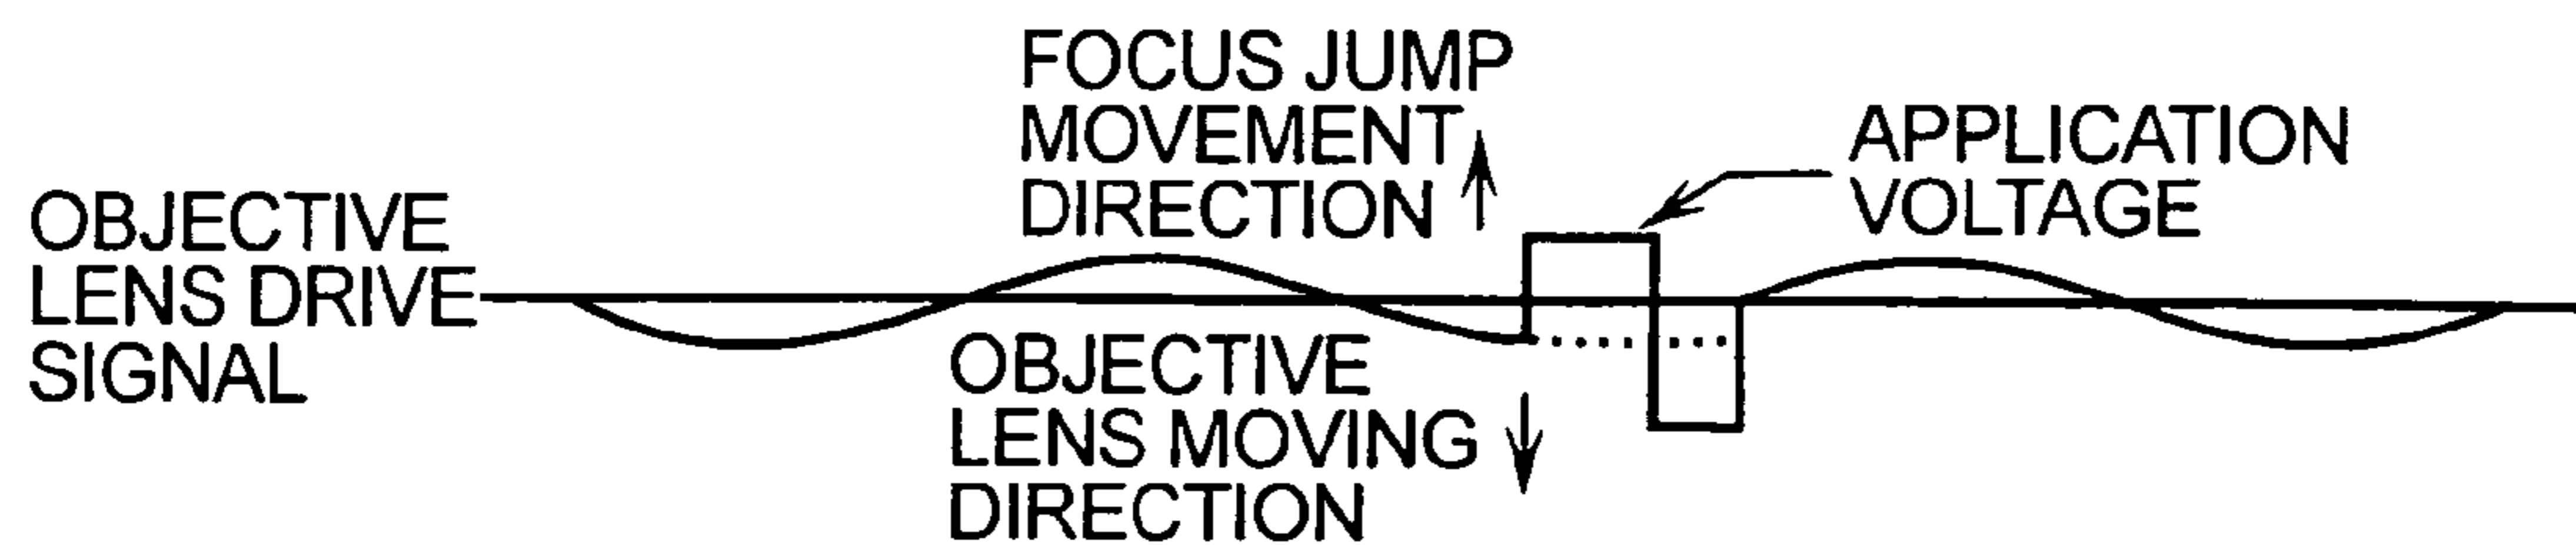 FOCUS JUMP
MOVEMENT
DIRECTION
APPLICATION
VOLTAGE
OBJECTIVE
LENS DRIVE
SIGNAL
OBJECTIVE
LENS MOVING
DIRECTION